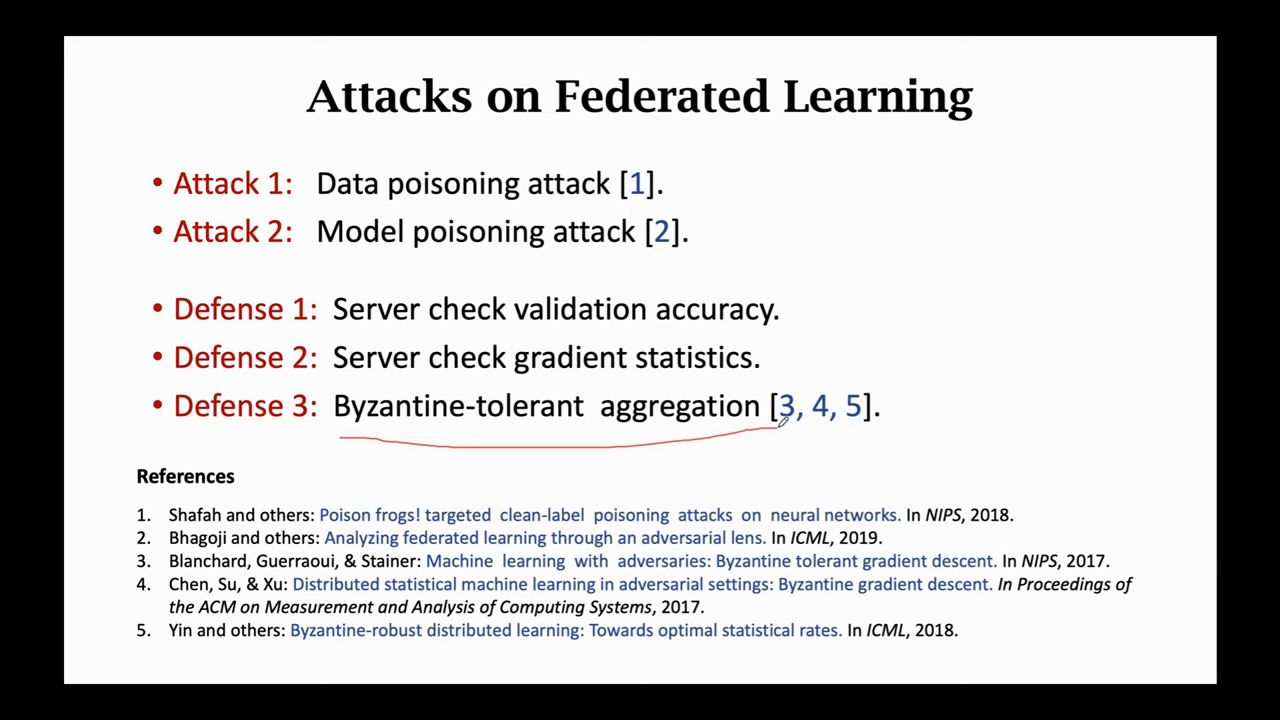 Attacks on Federated Learning
• Attack 1: Data poisoning attack [1].
• Attack 2: Model poisoning attack [2].
• Defense 1: Server check validation accuracy.
• Defense 2: Server check gradient statistics.
• Defense 3: Byzantine-tolerant aggregation [3, 4, 5].
References
1. Shafah and others: Poison frogs! targeted clean-label poisoning attacks on neural networks. In NIPS, 2018.
2. Bhagoji and others: Analyzing federated learning through an adversarial lens. In ICML, 2019.
3. Blanchard, Guerraoui, & Stainer: Machine learning with adversaries: Byzantine tolerant gradient descent. In NIPS, 2017.
4. Chen, Su, & Xu: Distributed statistical machine learning in adversarial settings: Byzantine gradient descent. In Proceedings of
the ACM on Measurement and Analysis of Computing Systems, 2017.
5. Yin and others: Byzantine-robust distributed learning: Towards optimal statistical rates. In ICML, 2018.